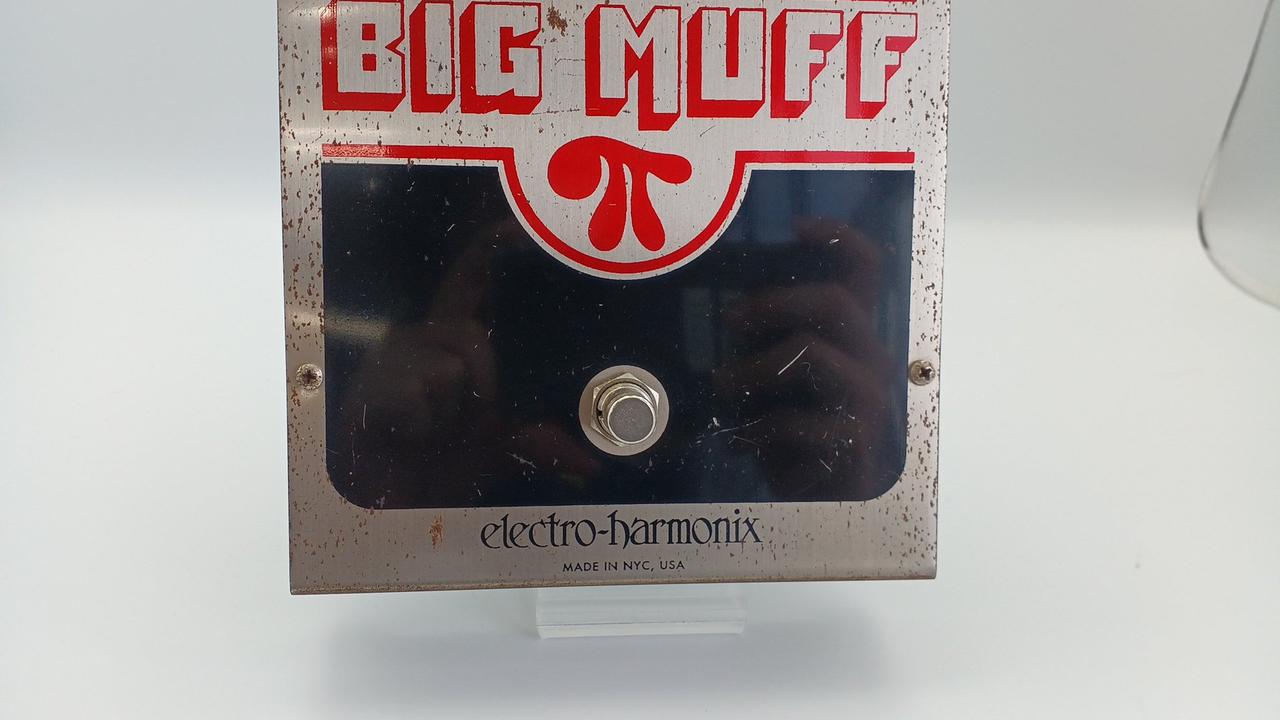 BIG MUFF
π
electro-harmonix
MADE IN NYC, USA